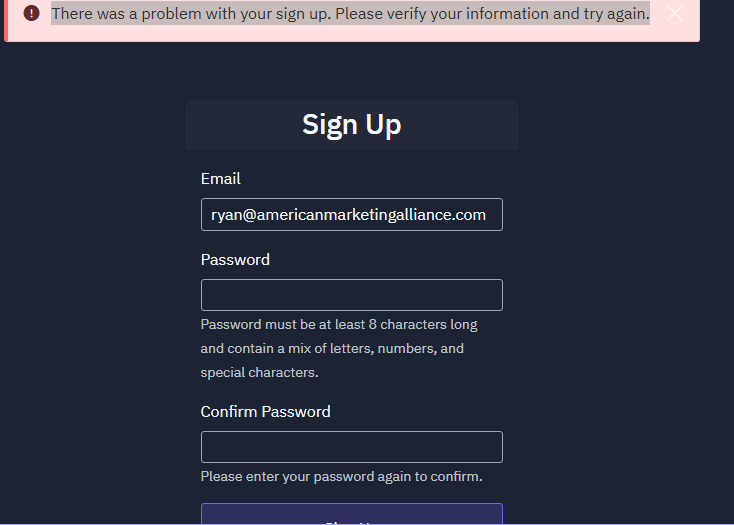 There was a problem with your sign up. Please verify your information and try again.
Sign Up
Email
ryan@americanmarketingalliance.com
Password
Password must be at least 8 characters long
and contain a mix of letters, numbers, and
special characters.
Confirm Password
Please enter your password again to confirm.